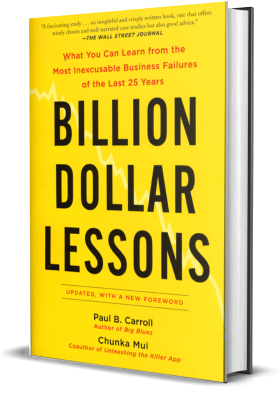 "A fascinating study . . . an insightful and crisply written book, one that offers
wisely chosen and well-narrated case studies but also good advice."
—THE WALL STREET JOURNAL
What You Can Learn from the
Most Inexcusable Business Failures
of the Last 25 Years
BILLION
DOLLAR
LESSONS
UPDATED, WITH A NEW FOREWORD
Paul B. Carroll
Author of Big Blues
Chunka Mui
Coauthor of Unleashing the Killer App